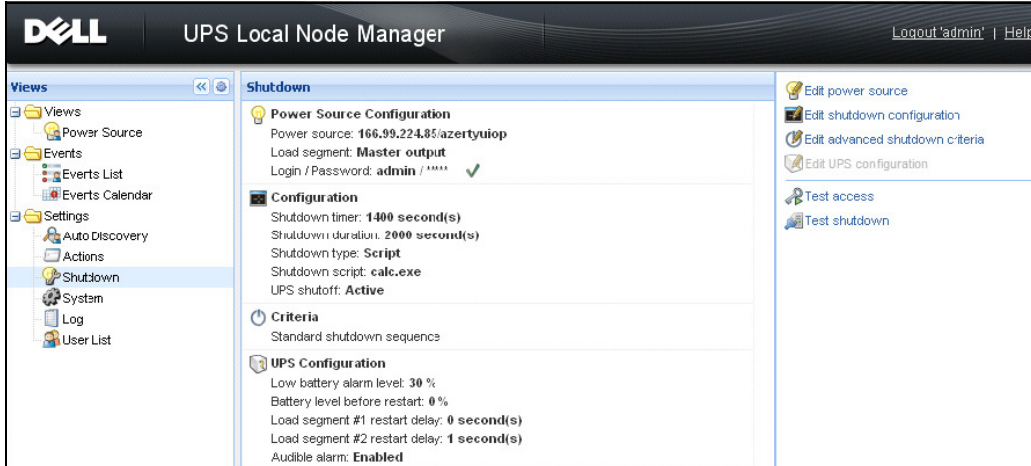 DELL
UPS Local Node Manager
Logout 'admin' | Help
Views
Views
Power Source
Events
Events List
Events Calendar
Settings
Auto Discovery
Actions
Shutdown
System
Log
User List
Shutdown
Power Source Configuration
Power source: 166.99.224.85/azertyuiop
Load segment: Master output
Login / Password: admin / *****
Configuration
Shutdown timer: 1400 second(s)
Shutdown duration: 2000 second(s)
Shutdown type: Script
Shutdown script: calc.exe
UPS shutoff: Active
Criteria
Standard shutdown sequence
UPS Configuration
Low battery alarm level: 30 %
Battery level before restart: 0 %
Load segment #1 restart delay: 0 second(s)
Load segment #2 restart delay: 1 second(s)
Audible alarm: Enabled
Edit power source
Edit shutdown configuration
Edit advanced shutdown criteria
Edit UPS configuration
Test access
Test shutdown